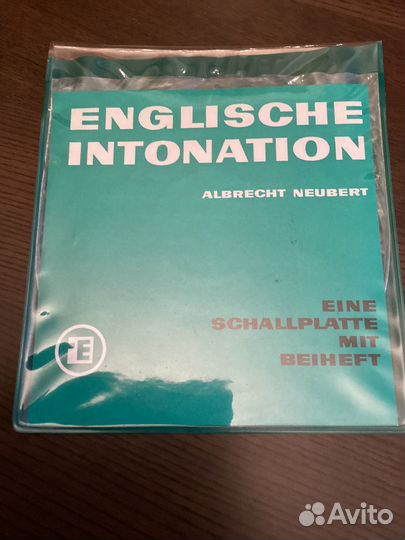 ENGLISCHE
INTONATION
ALBRECHT NEUBERT
EINE
SCHALLPLATTE
MIT
BEIHEFT
E
Avito